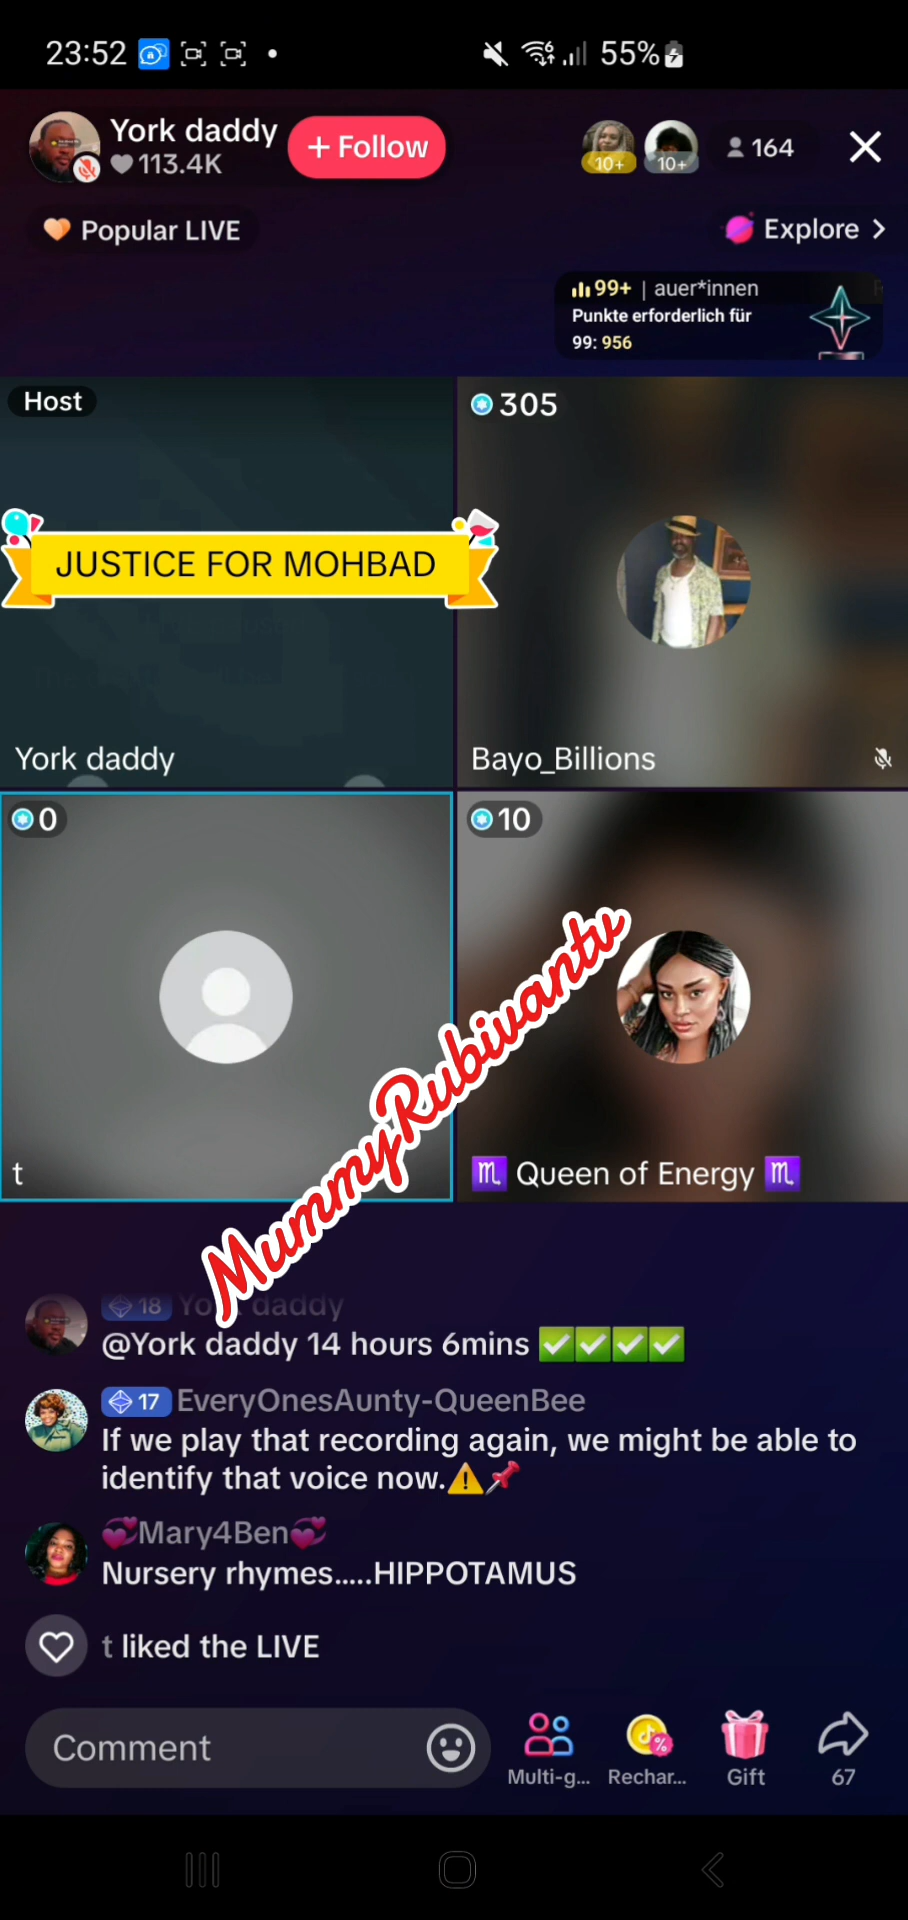 23:52
55%
York daddy
113.4K
+ Follow
10+
10+
164
Popular LIVE
Explore >
99+ | auer*innen
Punkte erforderlich für
99: 956
Host
305
JUSTICE FOR MOHBAD
York daddy
Bayo_Billions
0
10
t
♏ Queen of Energy ♏
MummyRubivantv
18 York daddy
@York daddy 14 hours 6mins ✅✅✅✅
17 EveryOnesAunty-QueenBee
If we play that recording again, we might be able to
identify that voice now.⚠️📌
💞Mary4Ben💞
Nursery rhymes.....HIPPOTAMUS
t liked the LIVE
Comment
Multi-g...
Rechar...
Gift
67